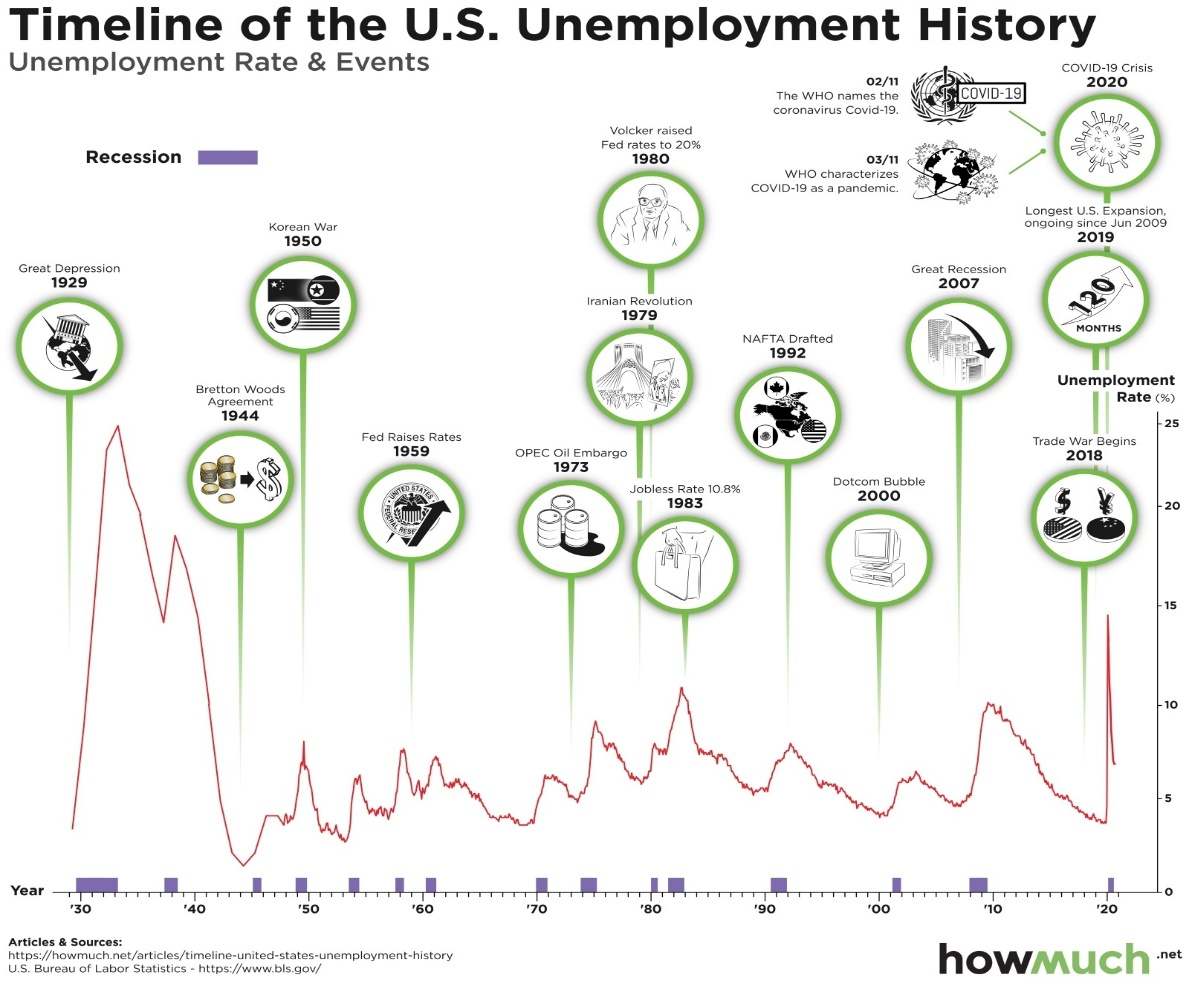 Timeline of the U.S. Unemployment History
Unemployment Rate & Events
Recession
Great Depression
1929
Bretton Woods
Agreement
1944
Korean War
1950
Fed Raises Rates
1959
UNITED STATES
FEDERAL RESE
OPEC Oil Embargo
1973
Volcker raised
Fed rates to 20%
1980
Iranian Revolution
1979
Jobless Rate 10.8%
1983
NAFTA Drafted
1992
Dotcom Bubble
2000
Great Recession
2007
02/11
The WHO names the
coronavirus Covid-19.
COVID-19
03/11
WHO characterizes
COVID-19 as a pandemic.
COVID-19 Crisis
2020
Longest U.S. Expansion,
ongoing since Jun 2009
2019
120
MONTHS
Unemployment
Rate (%)
Trade War Begins
2018
$
¥
25
20
15
10
5
0
Year
'30
'40
'50
'60
'70
'80
'90
'00
'10
'20
Articles & Sources:
https://howmuch.net/articles/timeline-united-states-unemployment-history
U.S. Bureau of Labor Statistics - https://www.bls.gov/
howmuch.net